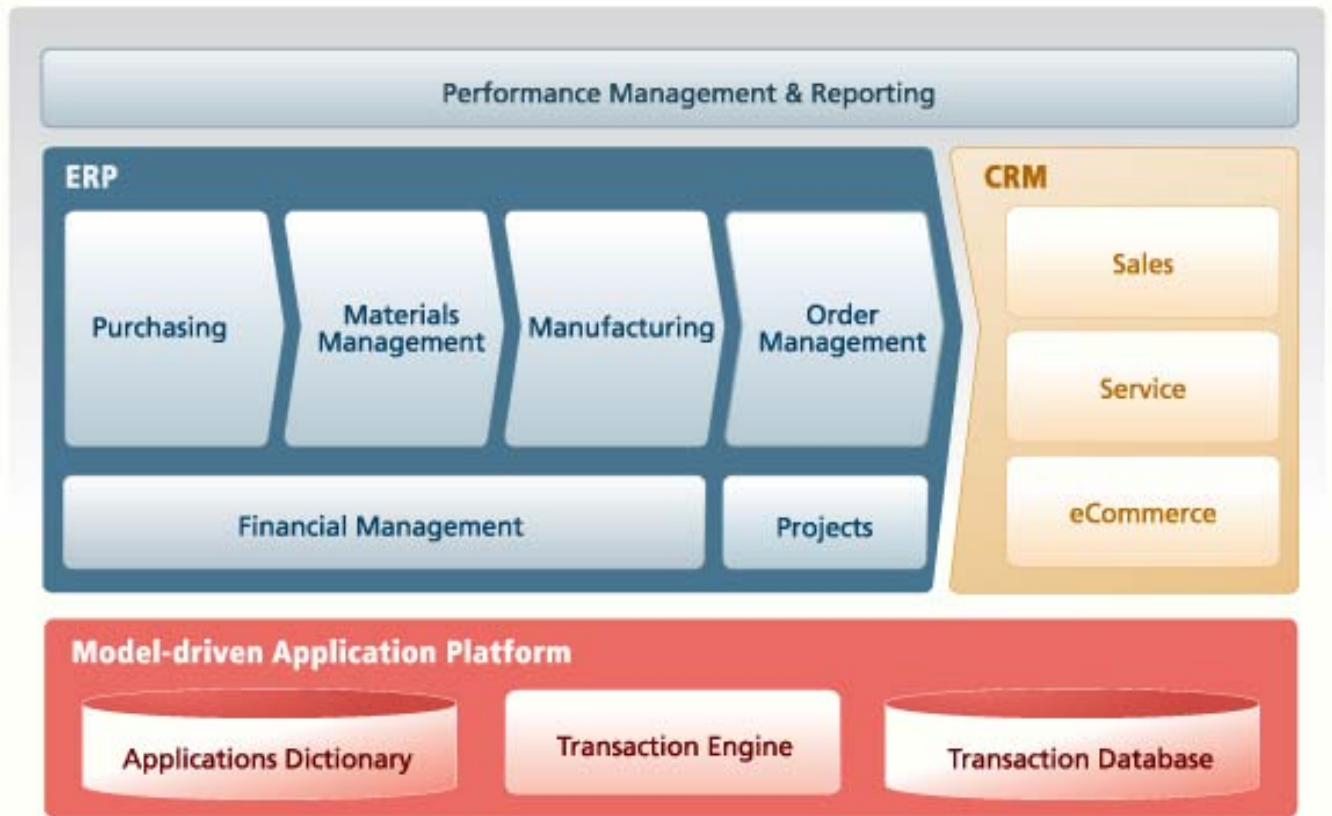 Performance Management & Reporting
ERP
Purchasing
Materials
Management
Manufacturing
Order
Management
Financial Management
Projects
CRM
Sales
Service
eCommerce
Model-driven Application Platform
Applications Dictionary
Transaction Engine
Transaction Database